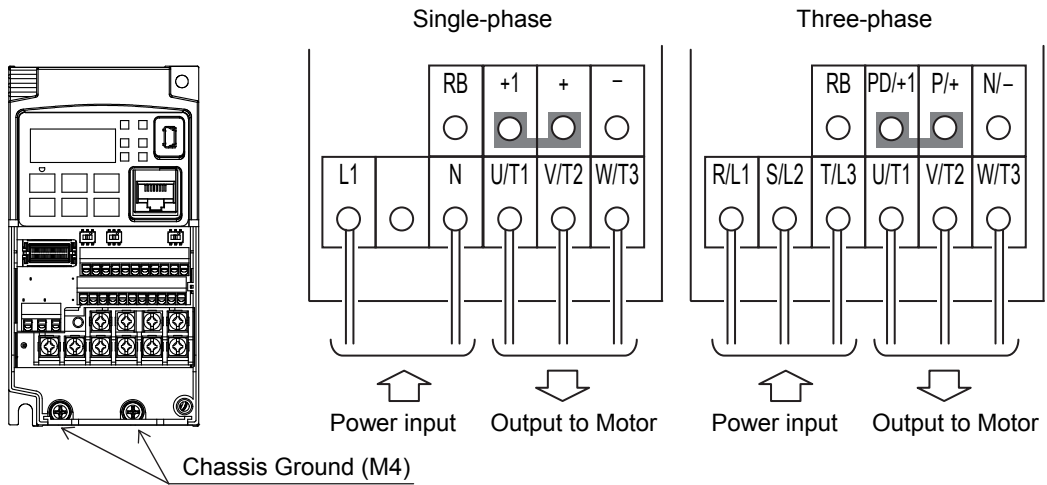 Single-phase
Three-phase
RB +1 + −
L1 N U/T1 V/T2 W/T3
RB PD/+1 P/+ N/−
R/L1 S/L2 T/L3 U/T1 V/T2 W/T3
Power input
Output to Motor
Power input
Output to Motor
Chassis Ground (M4)